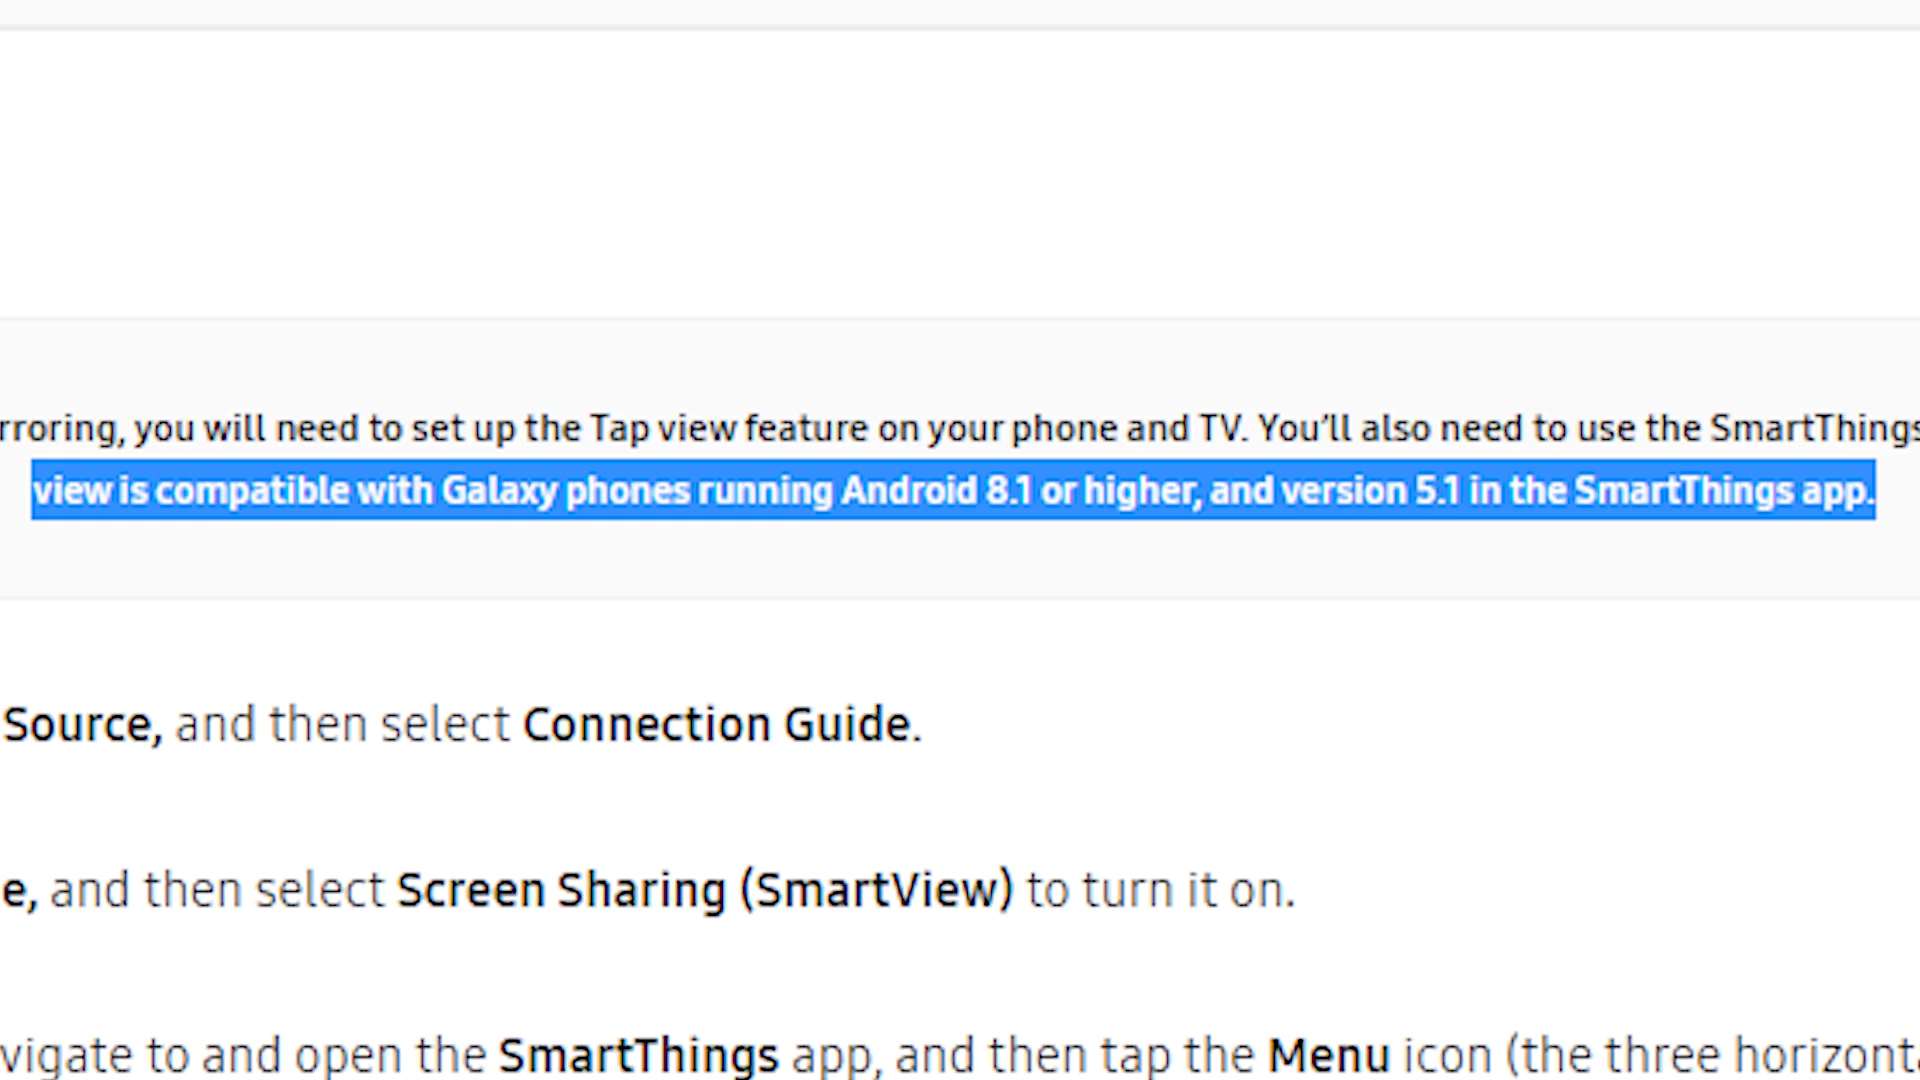 rroring, you will need to set up the Tap view feature on your phone and TV. You’ll also need to use the SmartThings
view is compatible with Galaxy phones running Android 8.1 or higher, and version 5.1 in the SmartThings app.
Source, and then select Connection Guide.
e, and then select Screen Sharing (SmartView) to turn it on.
vigate to and open the SmartThings app, and then tap the Menu icon (the three horizont